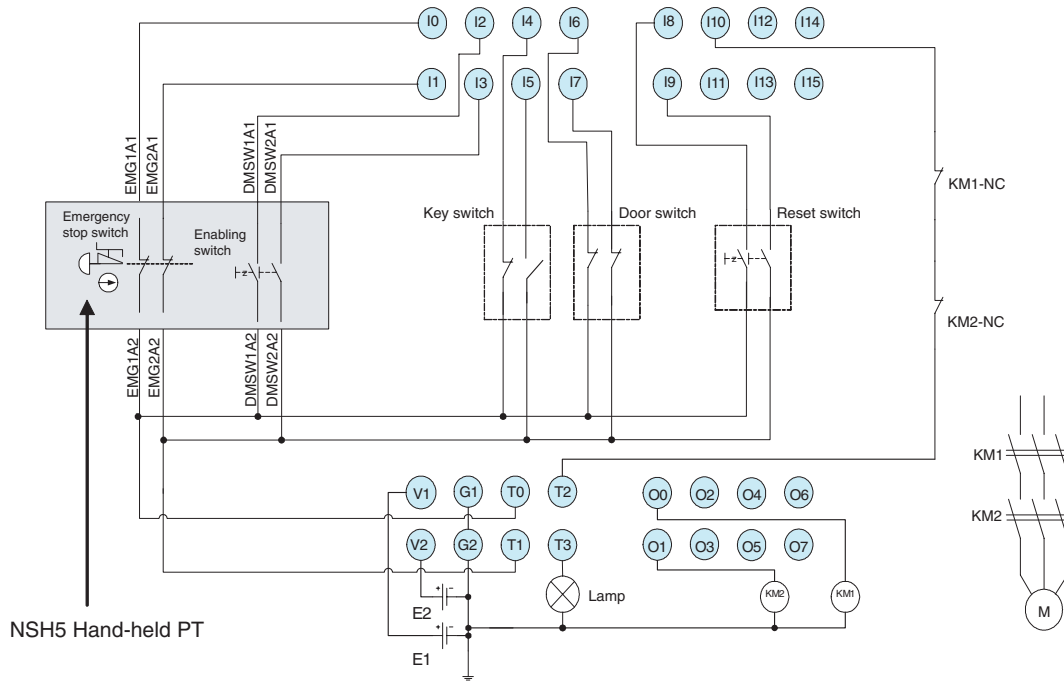 I0 I2 I4 I6 I8 I10 I12 I14
I1 I3 I5 I7 I9 I11 I13 I15
EMG1A1
EMG2A1
DMSW1A1
DMSW2A1
KM1-NC
Emergency
stop switch
Enabling
switch
Key switch
Door switch
Reset switch
KM2-NC
EMG1A2
EMG2A2
DMSW1A2
DMSW2A2
KM1
KM2
V1 G1 T0 T2 O0 O2 O4 O6
V2 G2 T1 T3 O1 O3 O5 O7
E2
+ -
Lamp
KM2
KM1
M
+ -
E1
NSH5 Hand-held PT